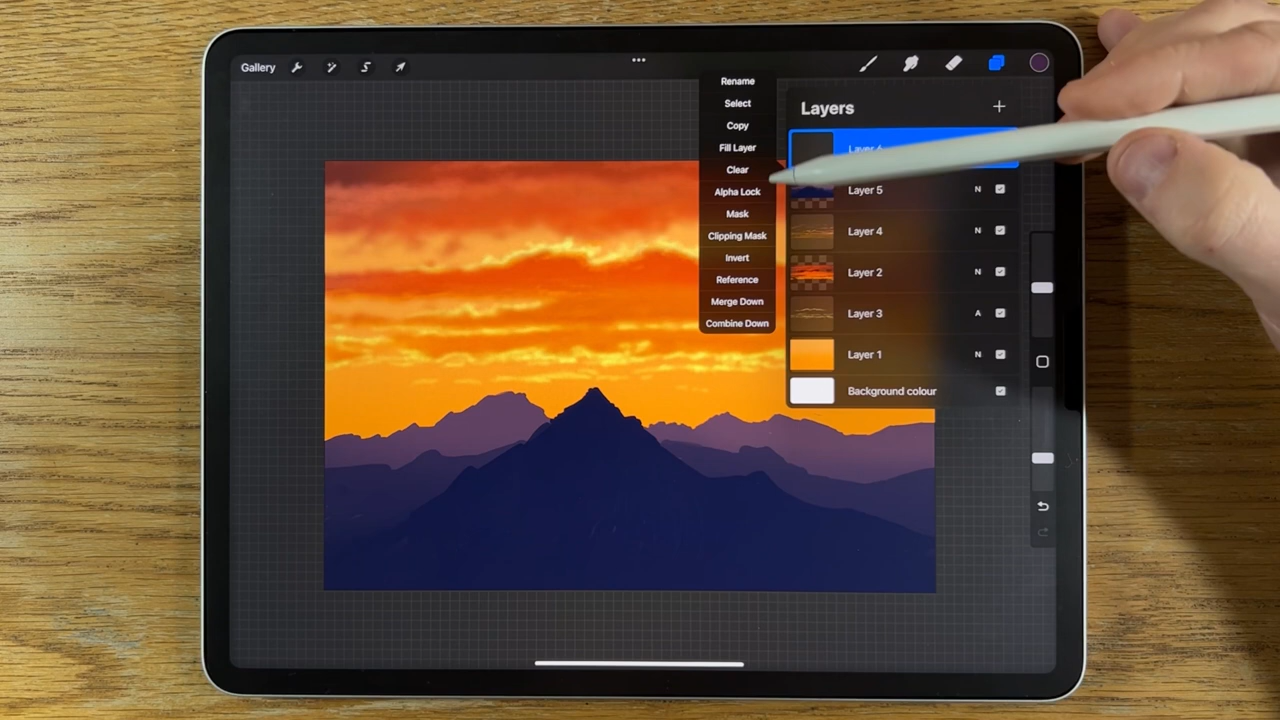 Gallery
Rename
Select
Copy
Fill Layer
Clear
Alpha Lock
Mask
Clipping Mask
Invert
Reference
Merge Down
Combine Down
Layers
Layer 5 N
Layer 4 N
Layer 2 N
Layer 3 A
Layer 1 N
Background colour